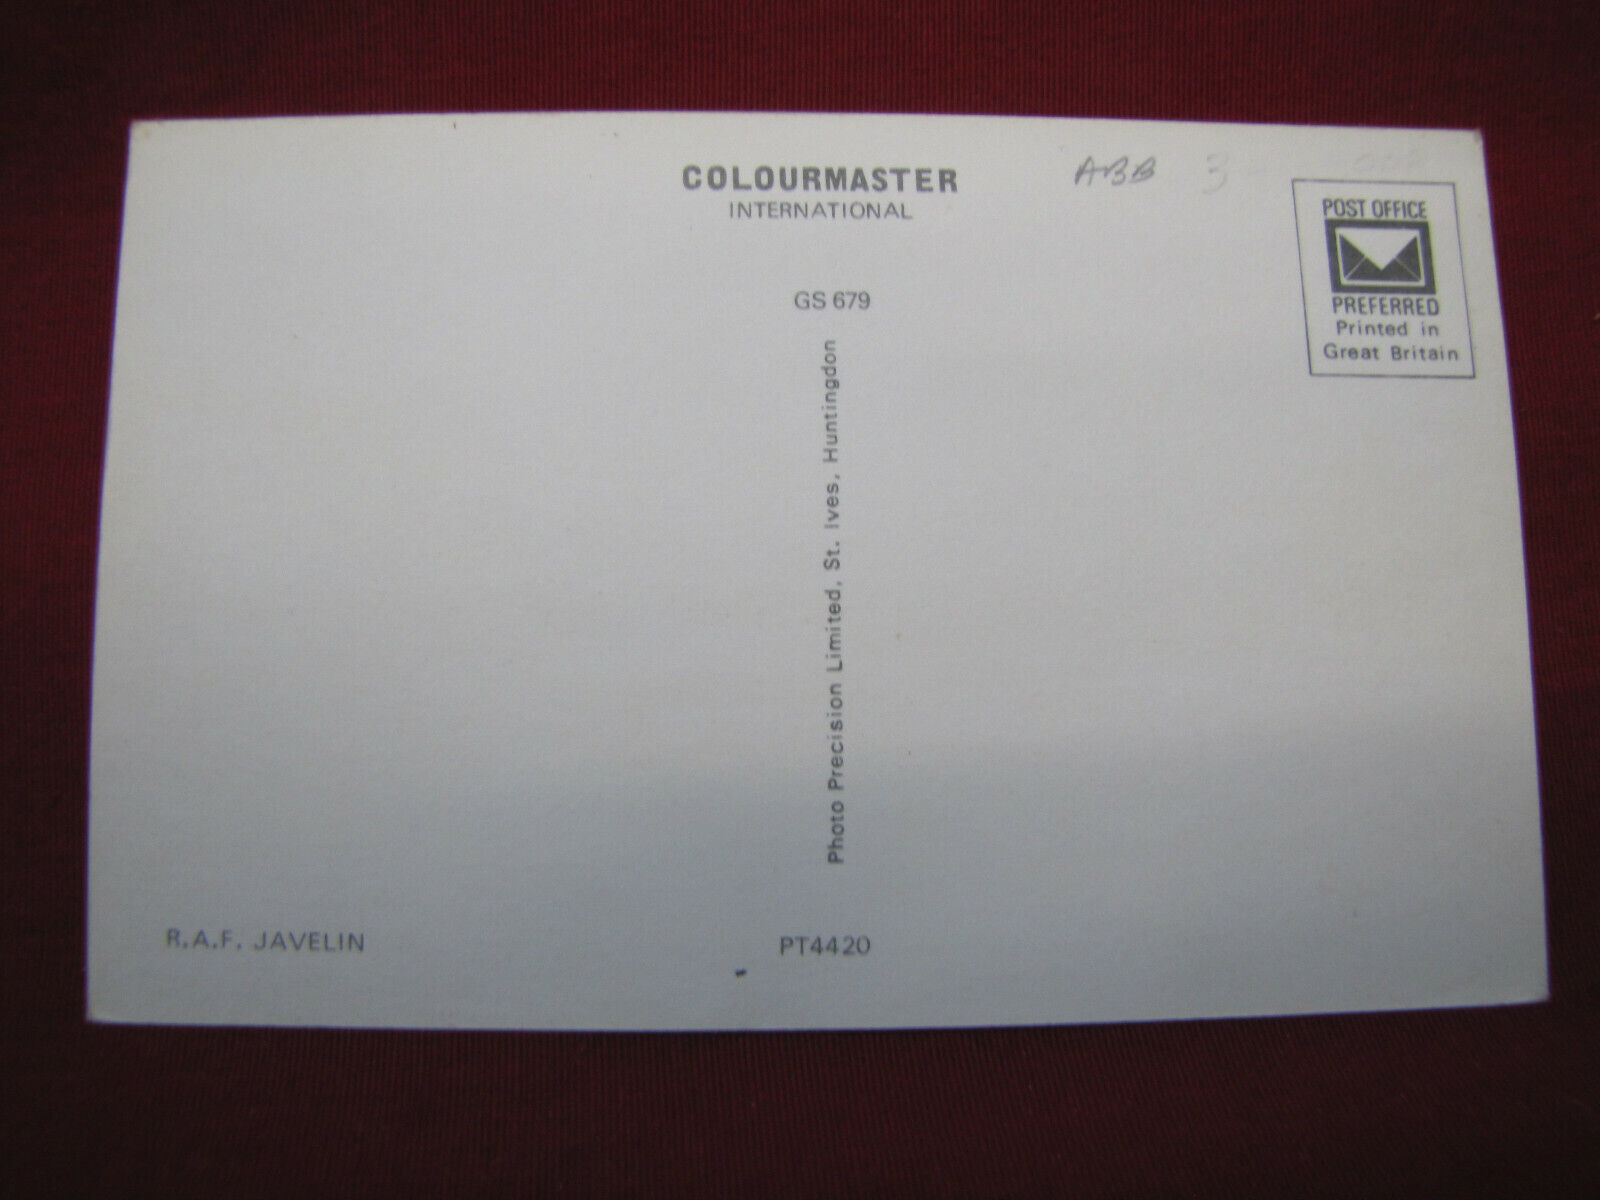 COLOURMASTER
INTERNATIONAL
ABB 3
POST OFFICE
PREFERRED
Printed in
Great Britain
GS 679
Photo Precision Limited, St. Ives, Huntingdon
R.A.F. JAVELIN
PT4420